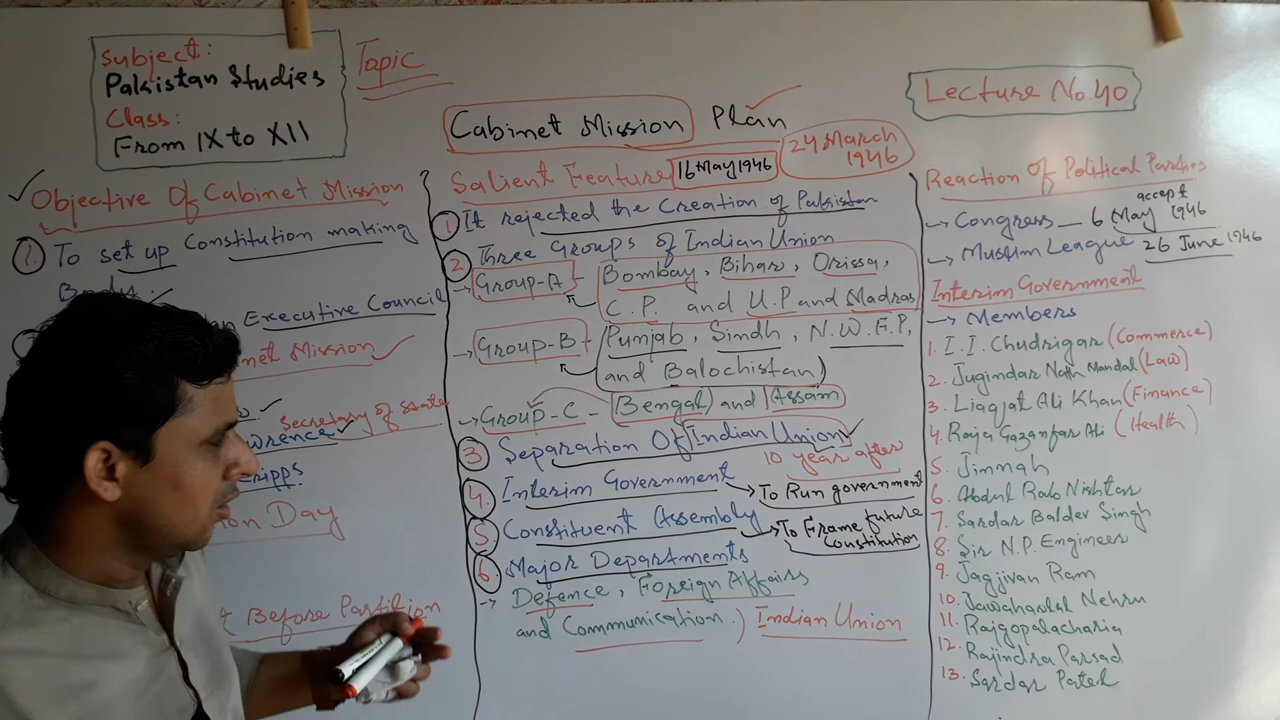 Subject:
Pakistan Studies
Class:
From IX to XII
Topic
Cabinet Mission Plan
Lecture No.40
Objective Of Cabinet Mission
1. To set up Constitution making
Body.
Executive Council
net Mission
Secretary of state
wrence
Cripps.
on Day
Before Partition
Salient Feature 16 May 1946
24 March
1946
1 It rejected the Creation of Pakistan
2 Three Groups of Indian Union
→ Group-A - Bombay, Bihar, Orissa,
C.P. and U.P and Madras
→ Group-B - (Punjab, Sindh, N.W.F.P,
and Balochistan)
→ Group-C - (Bengal) and Assam
3 Separation Of Indian Union
10 year after
4. Interim Government → To Run government
5 Constituent Assembly → To Frame future
constitution
6. Major Departments
→ Defence, Foreign Affairs
and Communication.) Indian Union
Reaction of Political Parties
→ Congress - 6 May 1946
accept
→ Muslim League 26 June 1946
Interim Government
→ Members
1. I.I. Chudrigar (Commerce)
2. Jugindar Nath Mandal (Law)
3. Liaqat Ali Khan (Finance)
4. Raja Gazanfar Ali (Health)
5. Jinnah
6. Abdul Rab Nishtar
7. Sardar Baldev Singh
8. Sir N.P. Engineer
9. Jagjivan Ram
10. Jawaharlal Nehru
11. Rajgopalacharia
12. Rajindra Parsad
13. Sardar Patel